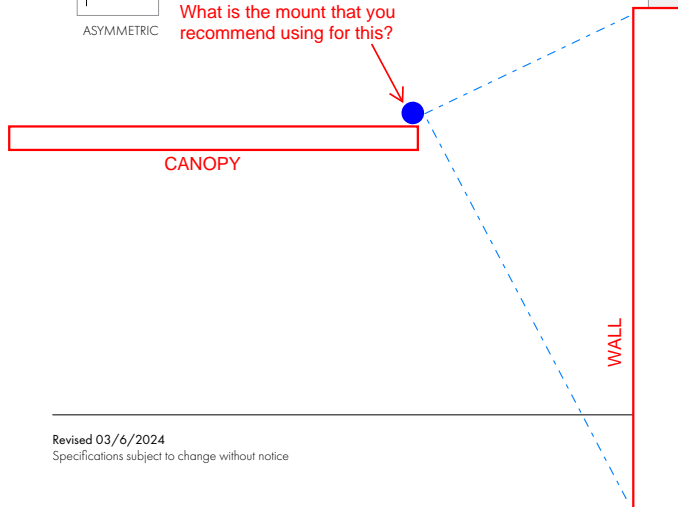 What is the mount that you
recommend using for this?
ASYMMETRIC
CANOPY
WALL
Revised 03/6/2024
Specifications subject to change without notice